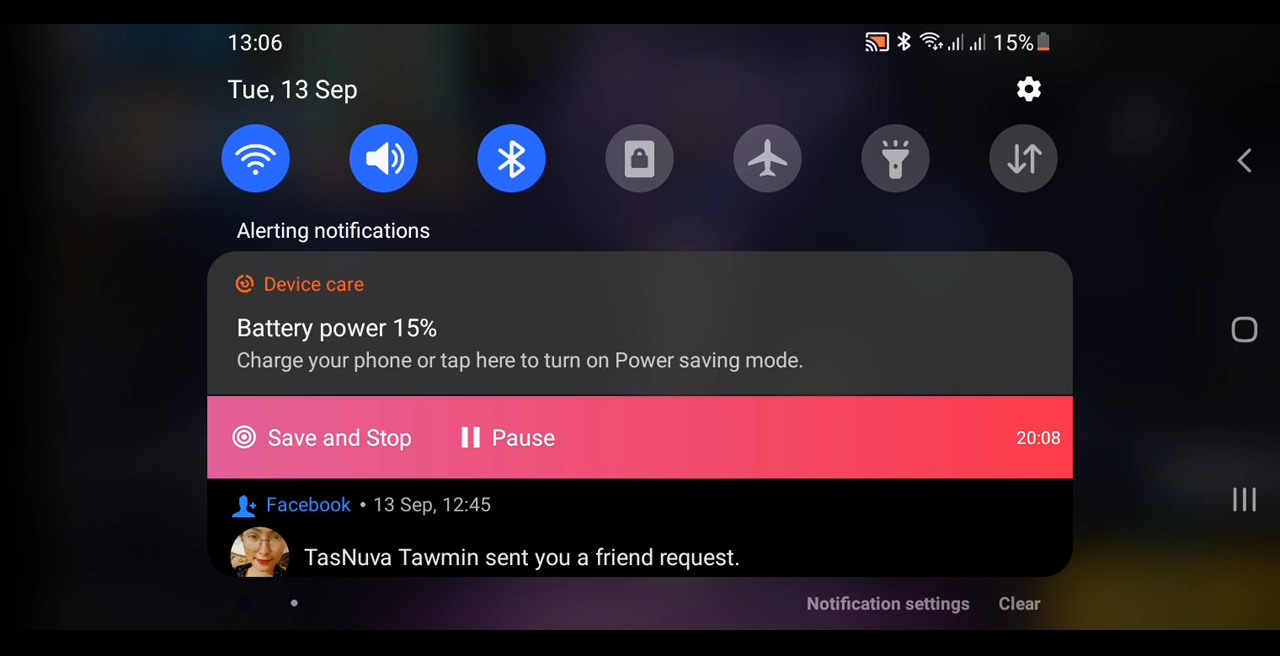 13:06
15%
Tue, 13 Sep
Alerting notifications
Device care
Battery power 15%
Charge your phone or tap here to turn on Power saving mode.
Save and Stop
Pause
20:08
Facebook • 13 Sep, 12:45
TasNuva Tawmin sent you a friend request.
Notification settings
Clear